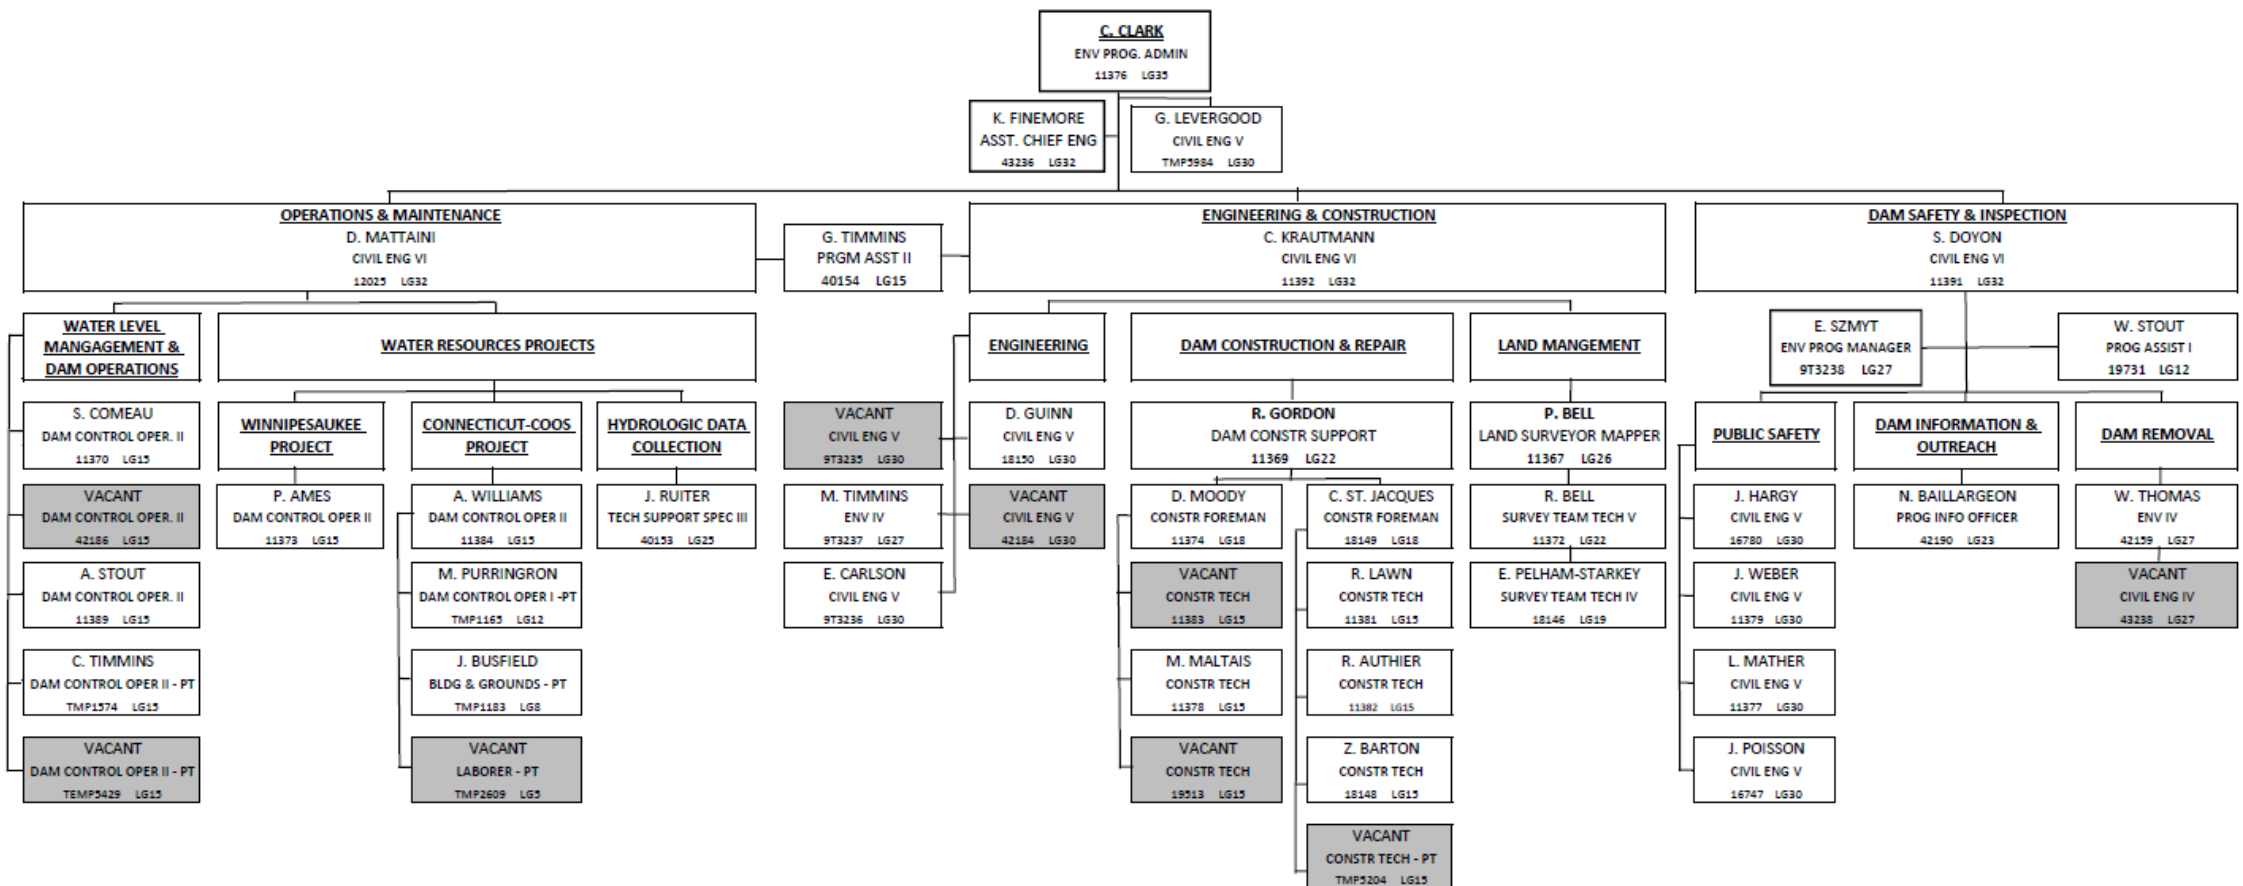 C. CLARK
ENV PROG. ADMIN
11376 LG35
K. FINEMORE
ASST. CHIEF ENG
43236 LG32
G. LEVERGOOD
CIVIL ENG V
TMP5984 LG30
OPERATIONS & MAINTENANCE
D. MATTAINI
CIVIL ENG VI
12025 LG32
G. TIMMINS
PRGM ASST II
40154 LG15
ENGINEERING & CONSTRUCTION
C. KRAUTMANN
CIVIL ENG VI
11392 LG32
DAM SAFETY & INSPECTION
S. DOYON
CIVIL ENG VI
11391 LG32
WATER LEVEL
MANGAGEMENT &
DAM OPERATIONS
S. COMEAU
DAM CONTROL OPER. II
11370 LG15
VACANT
DAM CONTROL OPER. II
42186 LG15
A. STOUT
DAM CONTROL OPER. II
11389 LG15
C. TIMMINS
DAM CONTROL OPER II - PT
TMP1574 LG15
VACANT
DAM CONTROL OPER II - PT
TEMP5429 LG15
WATER RESOURCES PROJECTS
WINNIPESAUKEE
PROJECT
P. AMES
DAM CONTROL OPER II
11373 LG15
CONNECTICUT-COOS
PROJECT
A. WILLIAMS
DAM CONTROL OPER II
11384 LG15
M. PURRINGRON
DAM CONTROL OPER I -PT
TMP1165 LG12
J. BUSFIELD
BLDG & GROUNDS - PT
TMP1183 LG8
VACANT
LABORER - PT
TMP2609 LG5
HYDROLOGIC DATA
COLLECTION
J. RUITER
TECH SUPPORT SPEC III
40153 LG25
ENGINEERING
VACANT
CIVIL ENG V
9T3235 LG30
D. GUINN
CIVIL ENG V
18150 LG30
M. TIMMINS
ENV IV
9T3237 LG27
VACANT
CIVIL ENG V
42184 LG30
E. CARLSON
CIVIL ENG V
9T3236 LG30
DAM CONSTRUCTION & REPAIR
R. GORDON
DAM CONSTR SUPPORT
11369 LG22
D. MOODY
CONSTR FOREMAN
11374 LG18
VACANT
CONSTR TECH
11383 LG15
M. MALTAIS
CONSTR TECH
11378 LG15
VACANT
CONSTR TECH
19513 LG15
C. ST. JACQUES
CONSTR FOREMAN
18149 LG18
R. LAWN
CONSTR TECH
11381 LG15
R. AUTHIER
CONSTR TECH
11382 LG15
Z. BARTON
CONSTR TECH
18148 LG15
VACANT
CONSTR TECH - PT
TMP5204 LG15
LAND MANGEMENT
P. BELL
LAND SURVEYOR MAPPER
11367 LG26
R. BELL
SURVEY TEAM TECH V
11372 LG22
E. PELHAM-STARKEY
SURVEY TEAM TECH IV
18146 LG19
E. SZMYT
ENV PROG MANAGER
9T3238 LG27
W. STOUT
PROG ASSIST I
19731 LG12
PUBLIC SAFETY
J. HARGY
CIVIL ENG V
16780 LG30
J. WEBER
CIVIL ENG V
11379 LG30
L. MATHER
CIVIL ENG V
11377 LG30
J. POISSON
CIVIL ENG V
16747 LG30
DAM INFORMATION &
OUTREACH
N. BAILLARGEON
PROG INFO OFFICER
42190 LG23
DAM REMOVAL
W. THOMAS
ENV IV
42159 LG27
VACANT
CIVIL ENG IV
43238 LG27